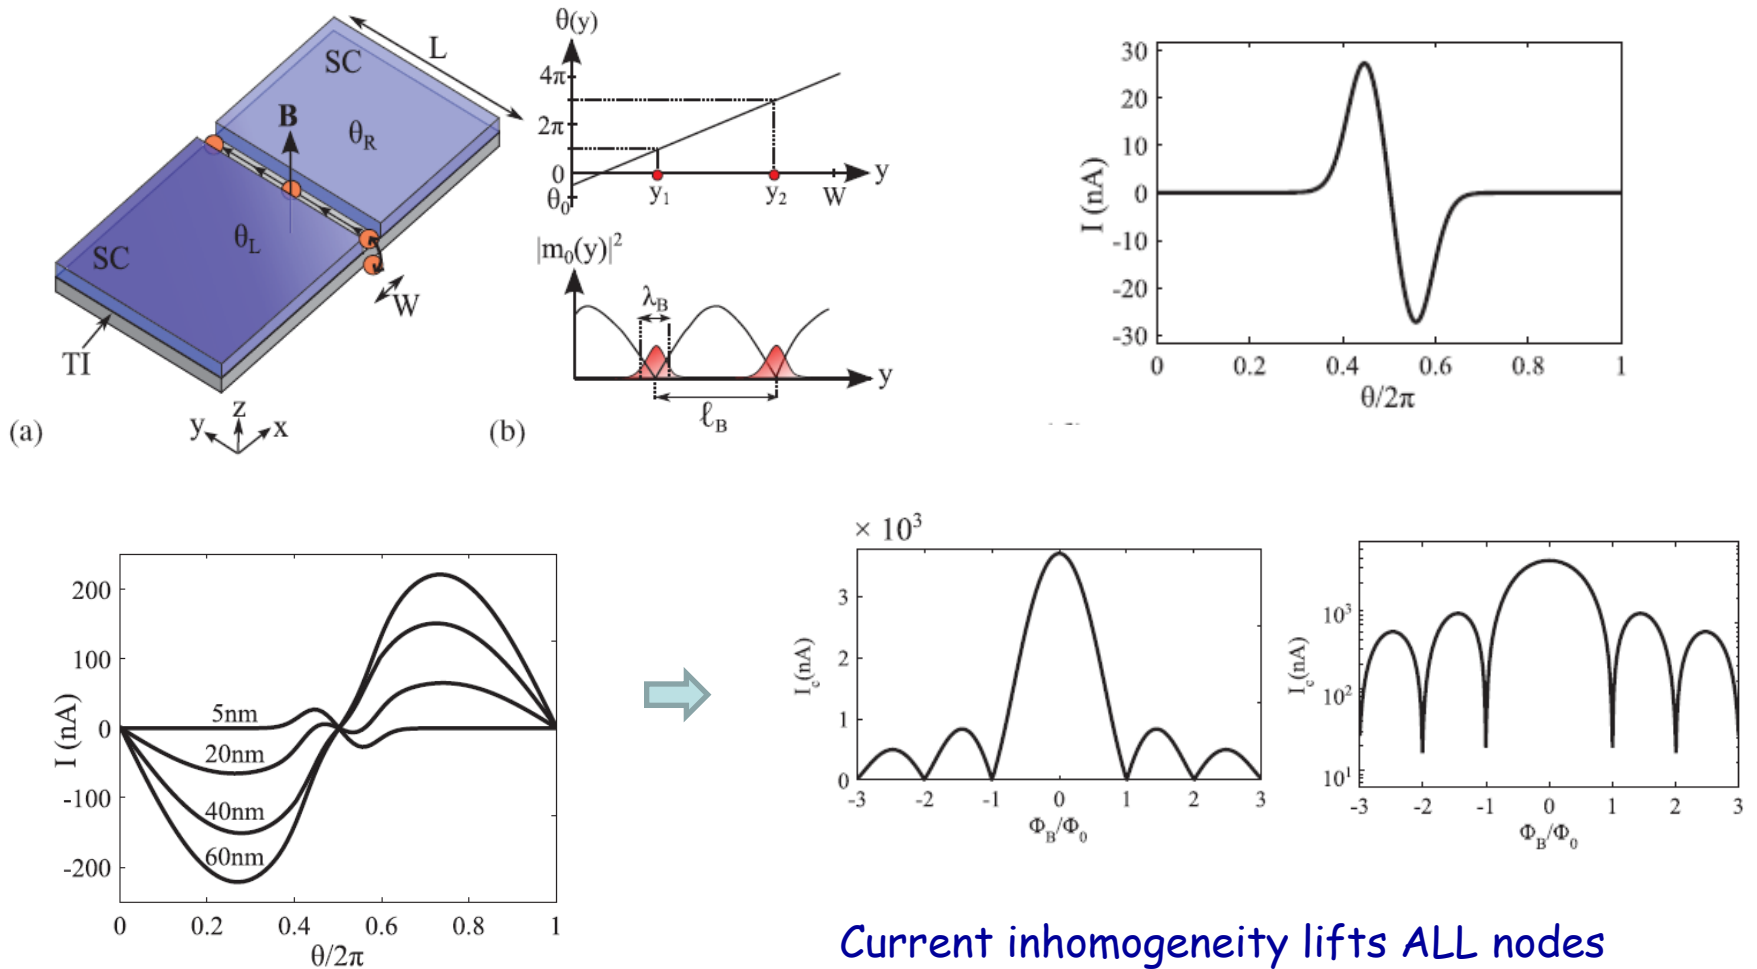 SC
L
B
θR
θL
SC
W
TI
z
y
x
(a)
θ(y)
4π
2π
0
θ0
y1
y2
W
y
|m0(y)|2
λB
y
ℓB
(b)
30
20
10
0
-10
-20
-30
I (nA)
0
0.2
0.4
0.6
0.8
1
θ/2π
200
100
0
-100
-200
I (nA)
5nm
20nm
40nm
60nm
0
0.2
0.4
0.6
0.8
1
θ/2π
× 10³
3
2
1
0
Ic(nA)
-3
-2
-1
0
1
2
3
ΦB/Φ0
10³
10²
10¹
Ic(nA)
-3
-2
-1
0
1
2
3
ΦB/Φ0
Current inhomogeneity lifts ALL nodes